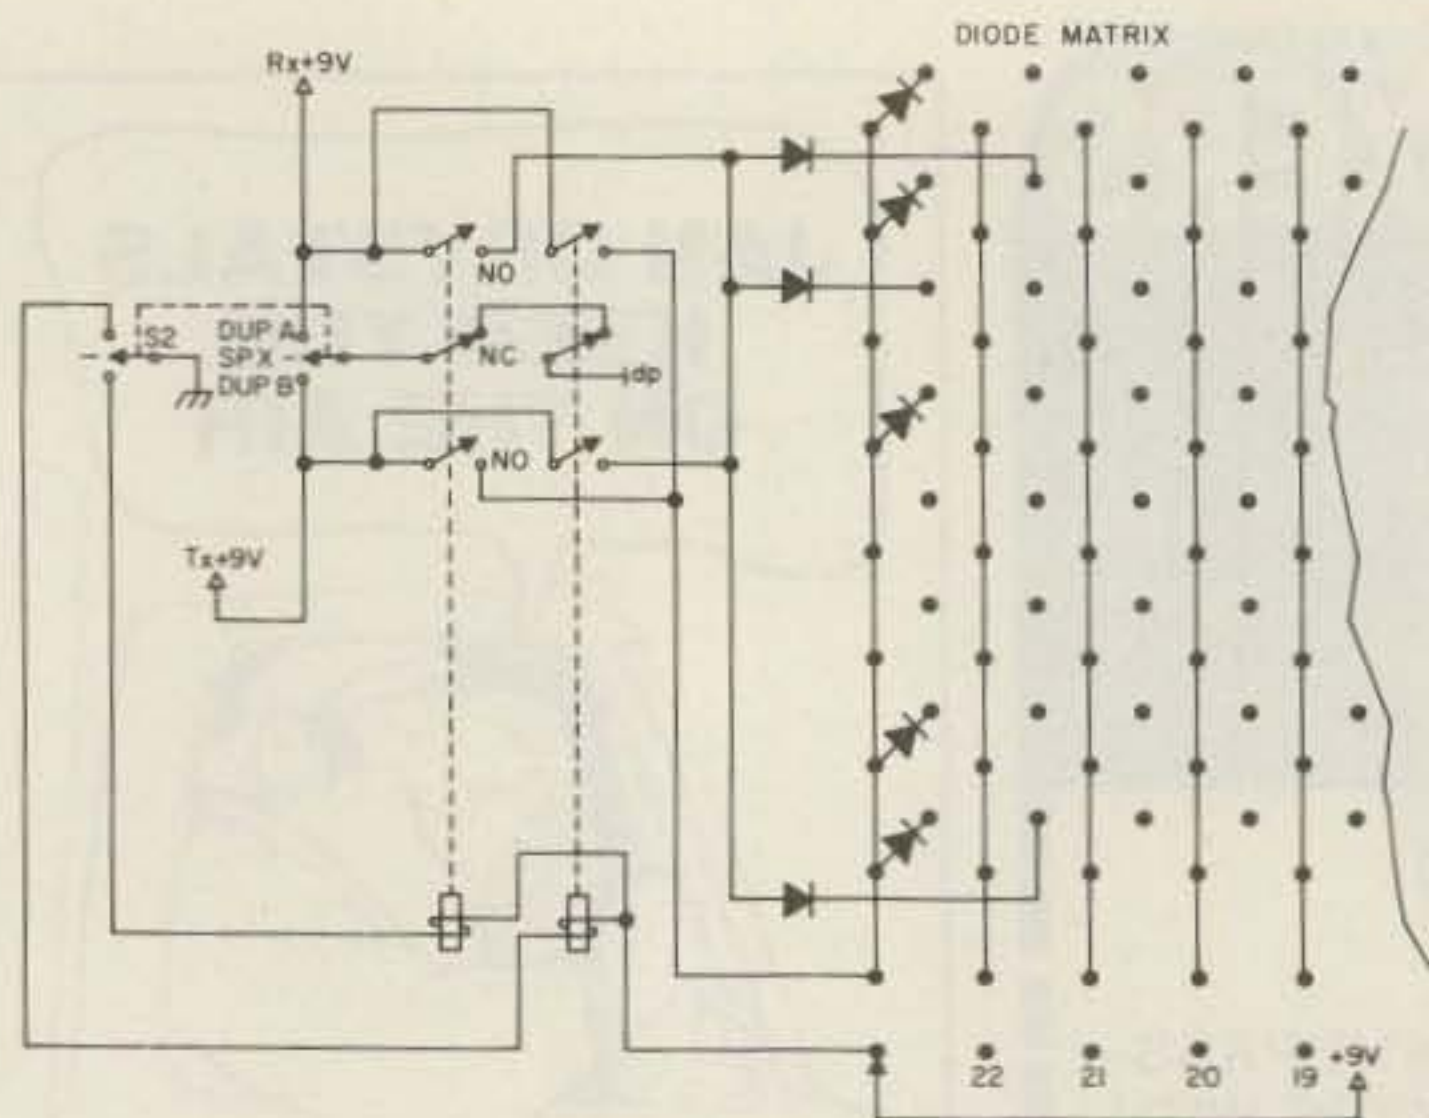 DIODE MATRIX
Rx+9V
NO
S2
DUP A
SPX
NC
DUP B
dp
NO
Tx+9V
22
21
20
19
+9V